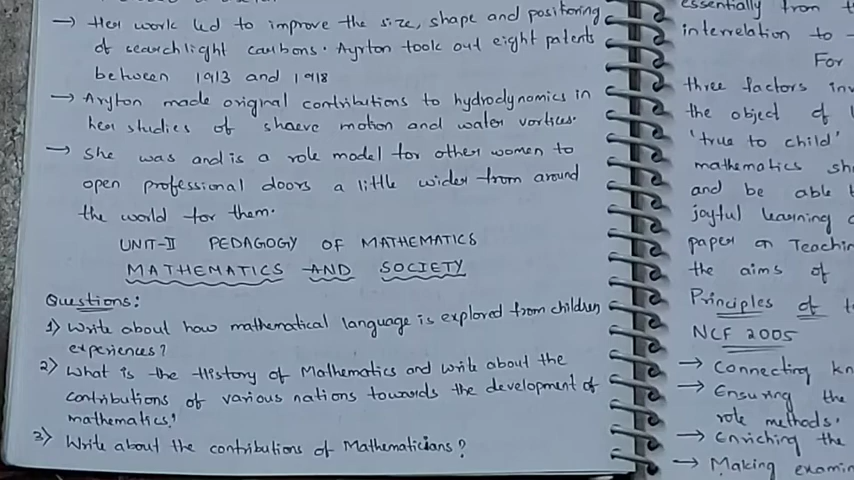 → Her work led to improve the size, shape and positioning
of searchlight carbons. Ayrton took out eight patents
between 1913 and 1918
→ Aryton made original contributions to hydrodynomics in
her studies of shaeve motion and water vortices.
→ She was and is a role model for other women to
open professional doors a little wider from around
the world for them.
UNIT-II PEDAGOGY OF MATHEMATICS
MATHEMATICS AND SOCIETY
Questions:
1) Write about how mathematical language is explored from children
experiences?
2) What is the History of Mathematics and write about the
contributions of various nations towards the development of
mathematics?
3) Write about the contributions of Mathematicians?
essentially from
interrelation to
For
three factors
the object of
'true to child'
mathematics
and be able
joyful learning
paper on
the aims of
Principles of
NCF 2005
→ Connecting
→ Ensuring the
role methods.
→ Enriching the
→ Making